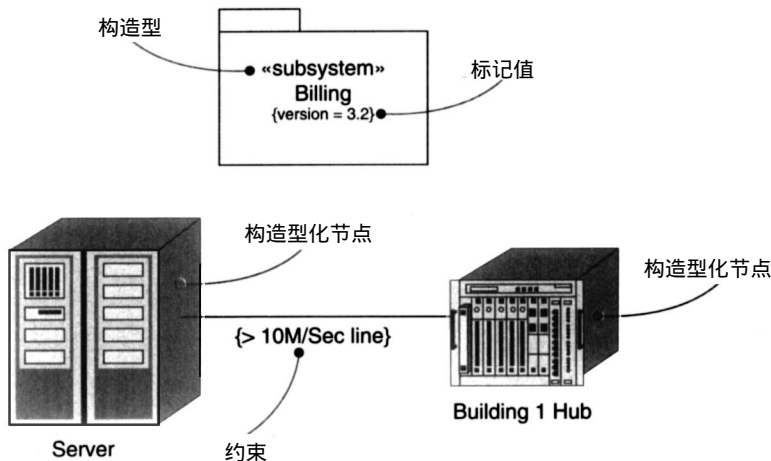 构造型
«subsystem»
标记值
Billing
{version = 3.2}
构造型化节点
构造型化节点
{> 10M/Sec line}
Building 1 Hub
Server
约束